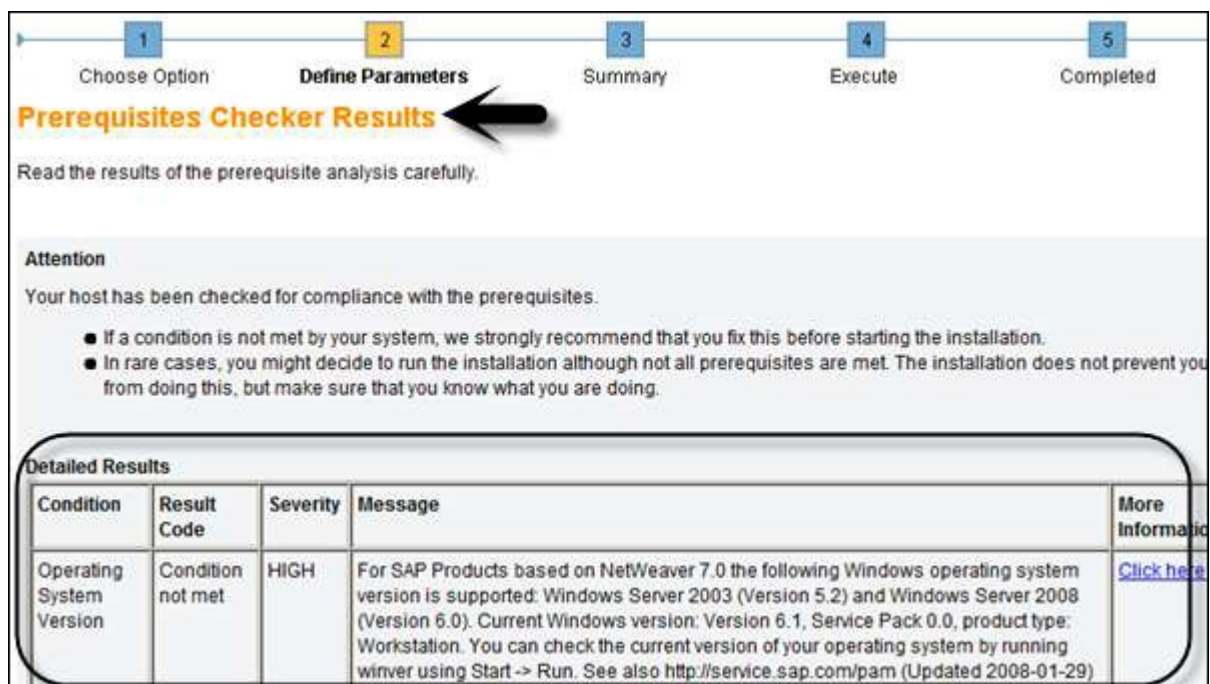 1 2 3 4 5
Choose Option Define Parameters Summary Execute Completed
Prerequisites Checker Results
Read the results of the prerequisite analysis carefully.
Attention
Your host has been checked for compliance with the prerequisites.
If a condition is not met by your system, we strongly recommend that you fix this before starting the installation.
In rare cases, you might decide to run the installation although not all prerequisites are met. The installation does not prevent you
from doing this, but make sure that you know what you are doing.
Detailed Results
Condition Result Severity Message More
Code Informatio
Operating Condition HIGH For SAP Products based on NetWeaver 7.0 the following Windows operating system Click here
System not met version is supported: Windows Server 2003 (Version 5.2) and Windows Server 2008
Version (Version 6.0). Current Windows version: Version 6.1, Service Pack 0.0, product type:
Workstation. You can check the current version of your operating system by running
winver using Start -> Run. See also http://service.sap.com/pam (Updated 2008-01-29)